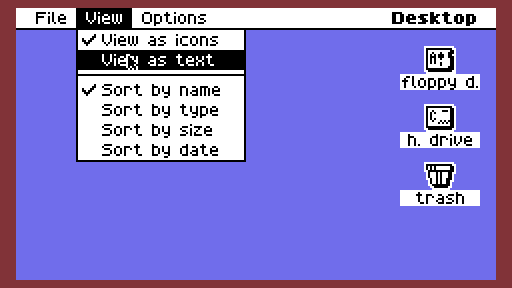 File View Options Desktop
View as icons
View as text
Sort by name
Sort by type
Sort by size
Sort by date
floppy d.
h. drive
trash